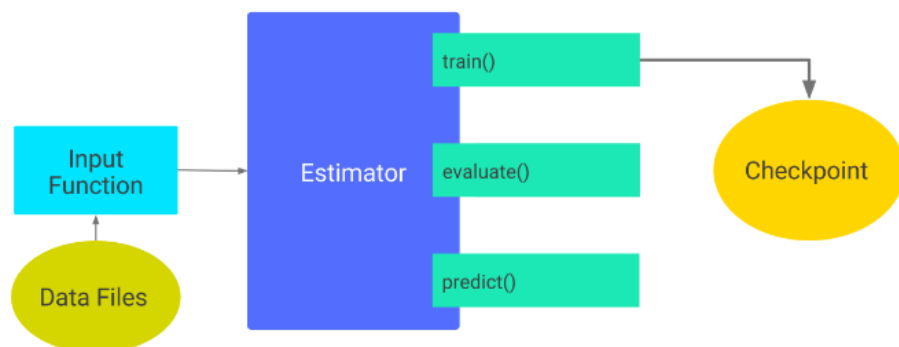 train()
Input
Function
Estimator
evaluate()
Checkpoint
Data Files
predict()